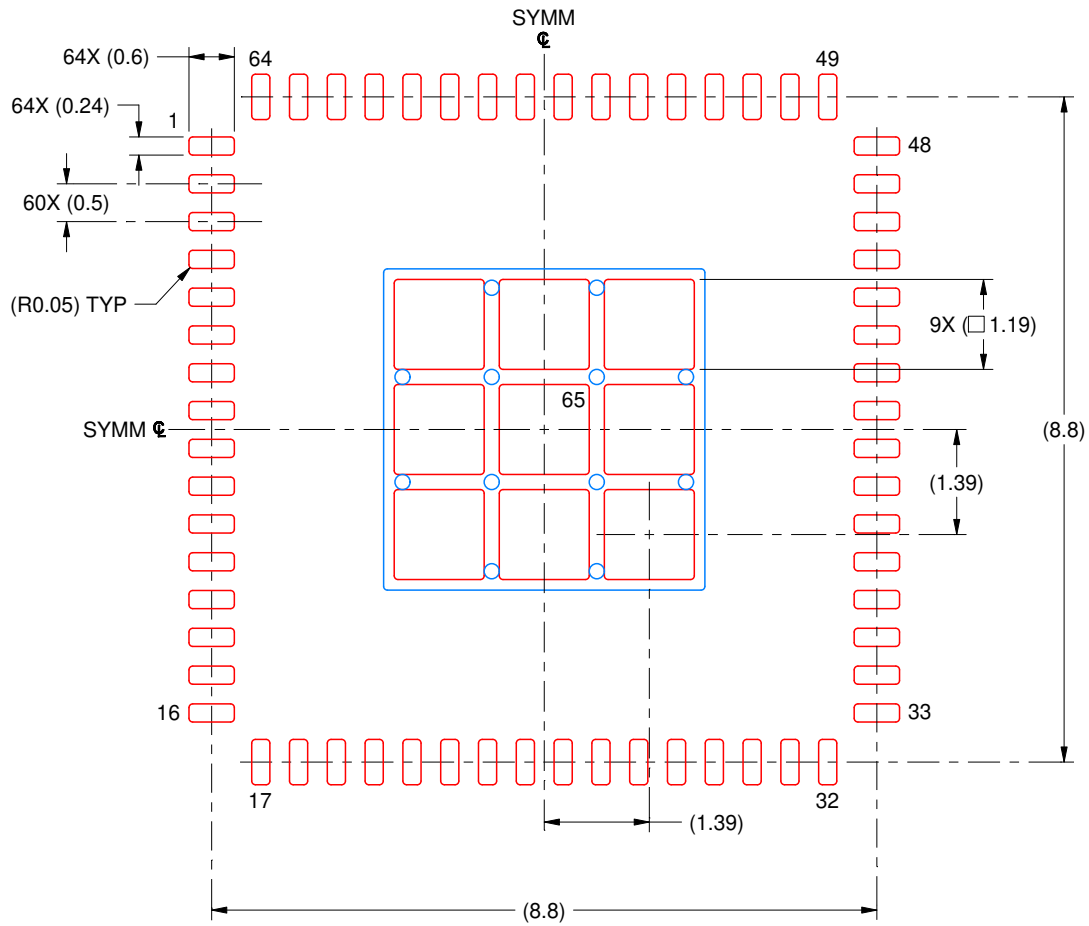 SYMM
℄
64X (0.6)
64
49
64X (0.24)
1
48
60X (0.5)
(R0.05) TYP
9X (□ 1.19)
65
SYMM ℄
(8.8)
(1.39)
16
33
17
32
(1.39)
(8.8)